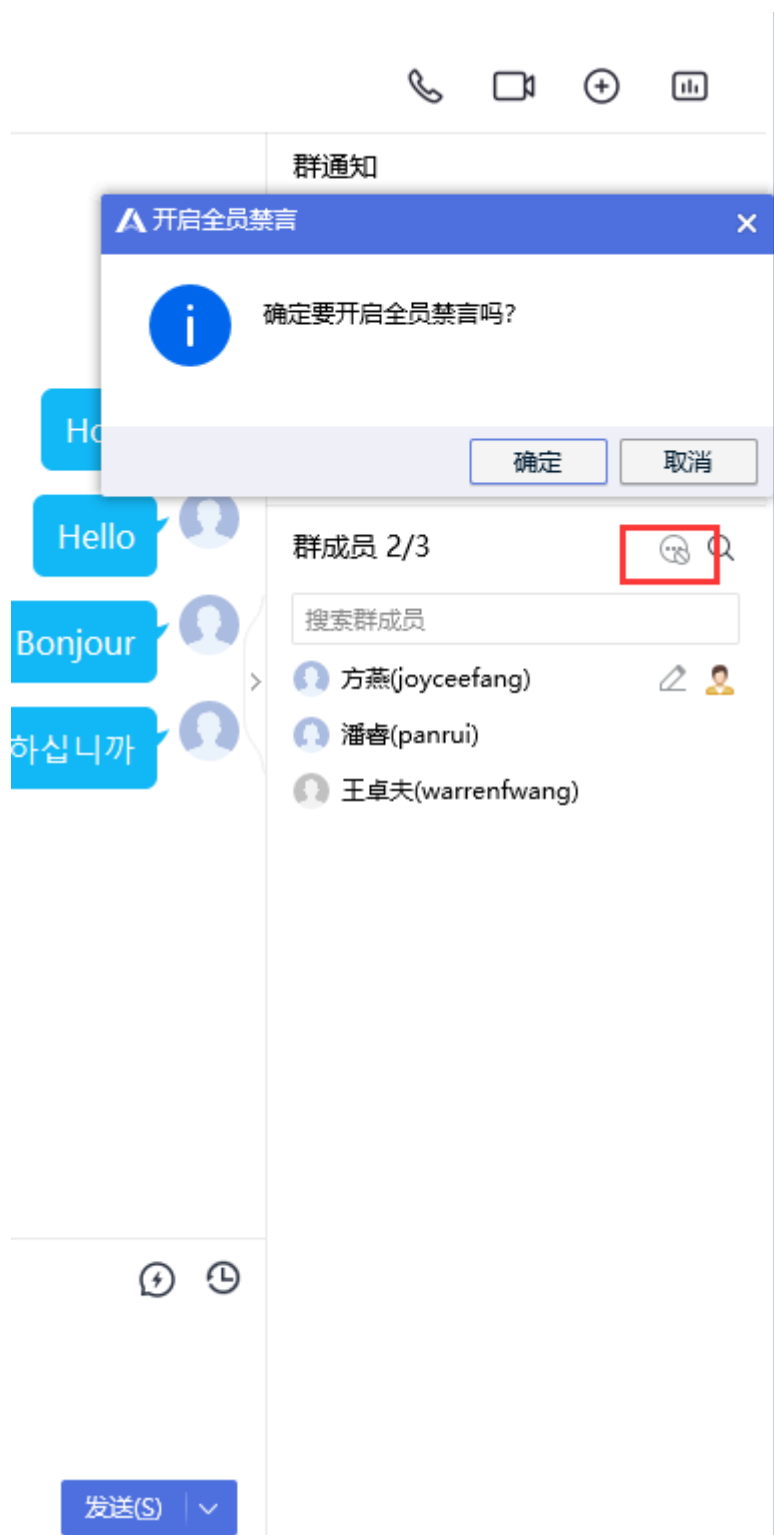 群通知
开启全员禁言
确定要开启全员禁言吗?
确定
取消
Hello
Bonjour
하십니까
群成员 2/3
搜索群成员
方燕(joyceefang)
潘睿(panrui)
王卓夫(warrenfwang)
发送(S)